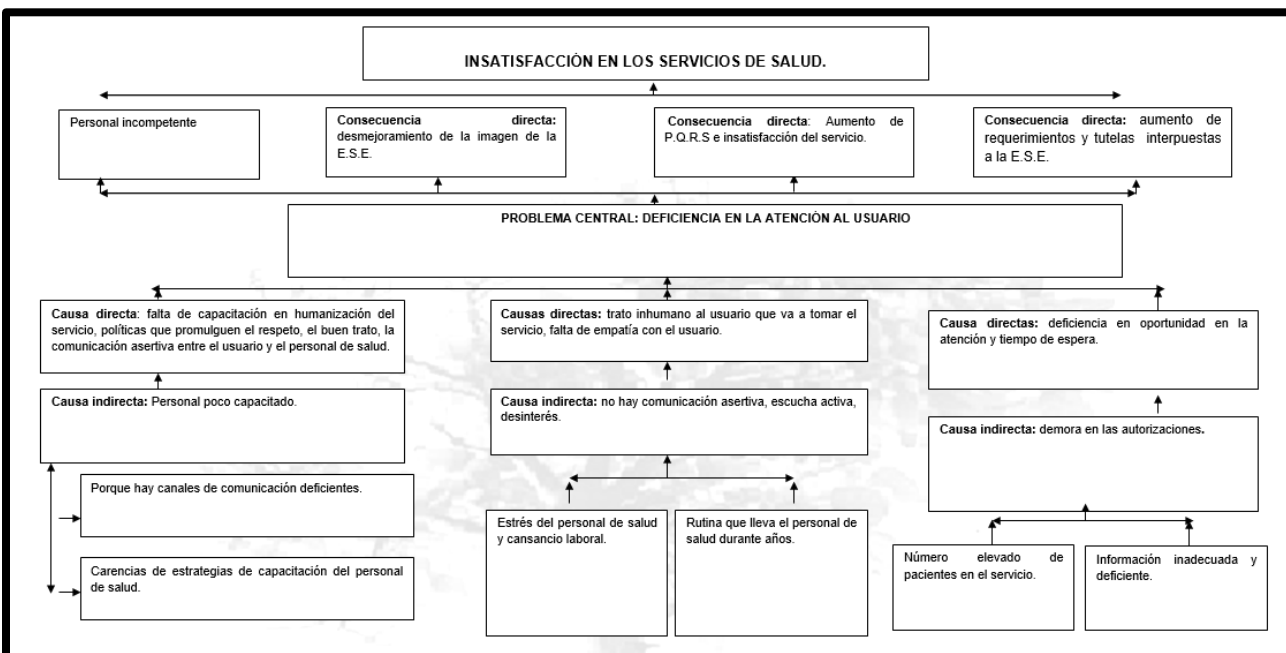 INSATISFACCIÓN EN LOS SERVICIOS DE SALUD.
Personal incompetente
Consecuencia directa:
desmejoramiento de la imagen de la
E.S.E.
Consecuencia directa: Aumento de
P.Q.R.S e insatisfacción del servicio.
Consecuencia directa: aumento de
requerimientos y tutelas interpuestas
a la E.S.E.
PROBLEMA CENTRAL: DEFICIENCIA EN LA ATENCIÓN AL USUARIO
Causa directa: falta de capacitación en humanización del
servicio, políticas que promulguen el respeto, el buen trato, la
comunicación asertiva entre el usuario y el personal de salud.
Causas directas: trato inhumano al usuario que va a tomar el
servicio, falta de empatía con el usuario.
Causa directas: deficiencia en oportunidad en la
atención y tiempo de espera.
Causa indirecta: Personal poco capacitado.
Causa indirecta: no hay comunicación asertiva, escucha activa,
desinterés.
Causa indirecta: demora en las autorizaciones.
Porque hay canales de comunicación deficientes.
Carencias de estrategias de capacitación del personal
de salud.
Estrés del personal de salud
y cansancio laboral.
Rutina que lleva el personal de
salud durante años.
Número elevado de
pacientes en el servicio.
Información inadecuada y
deficiente.